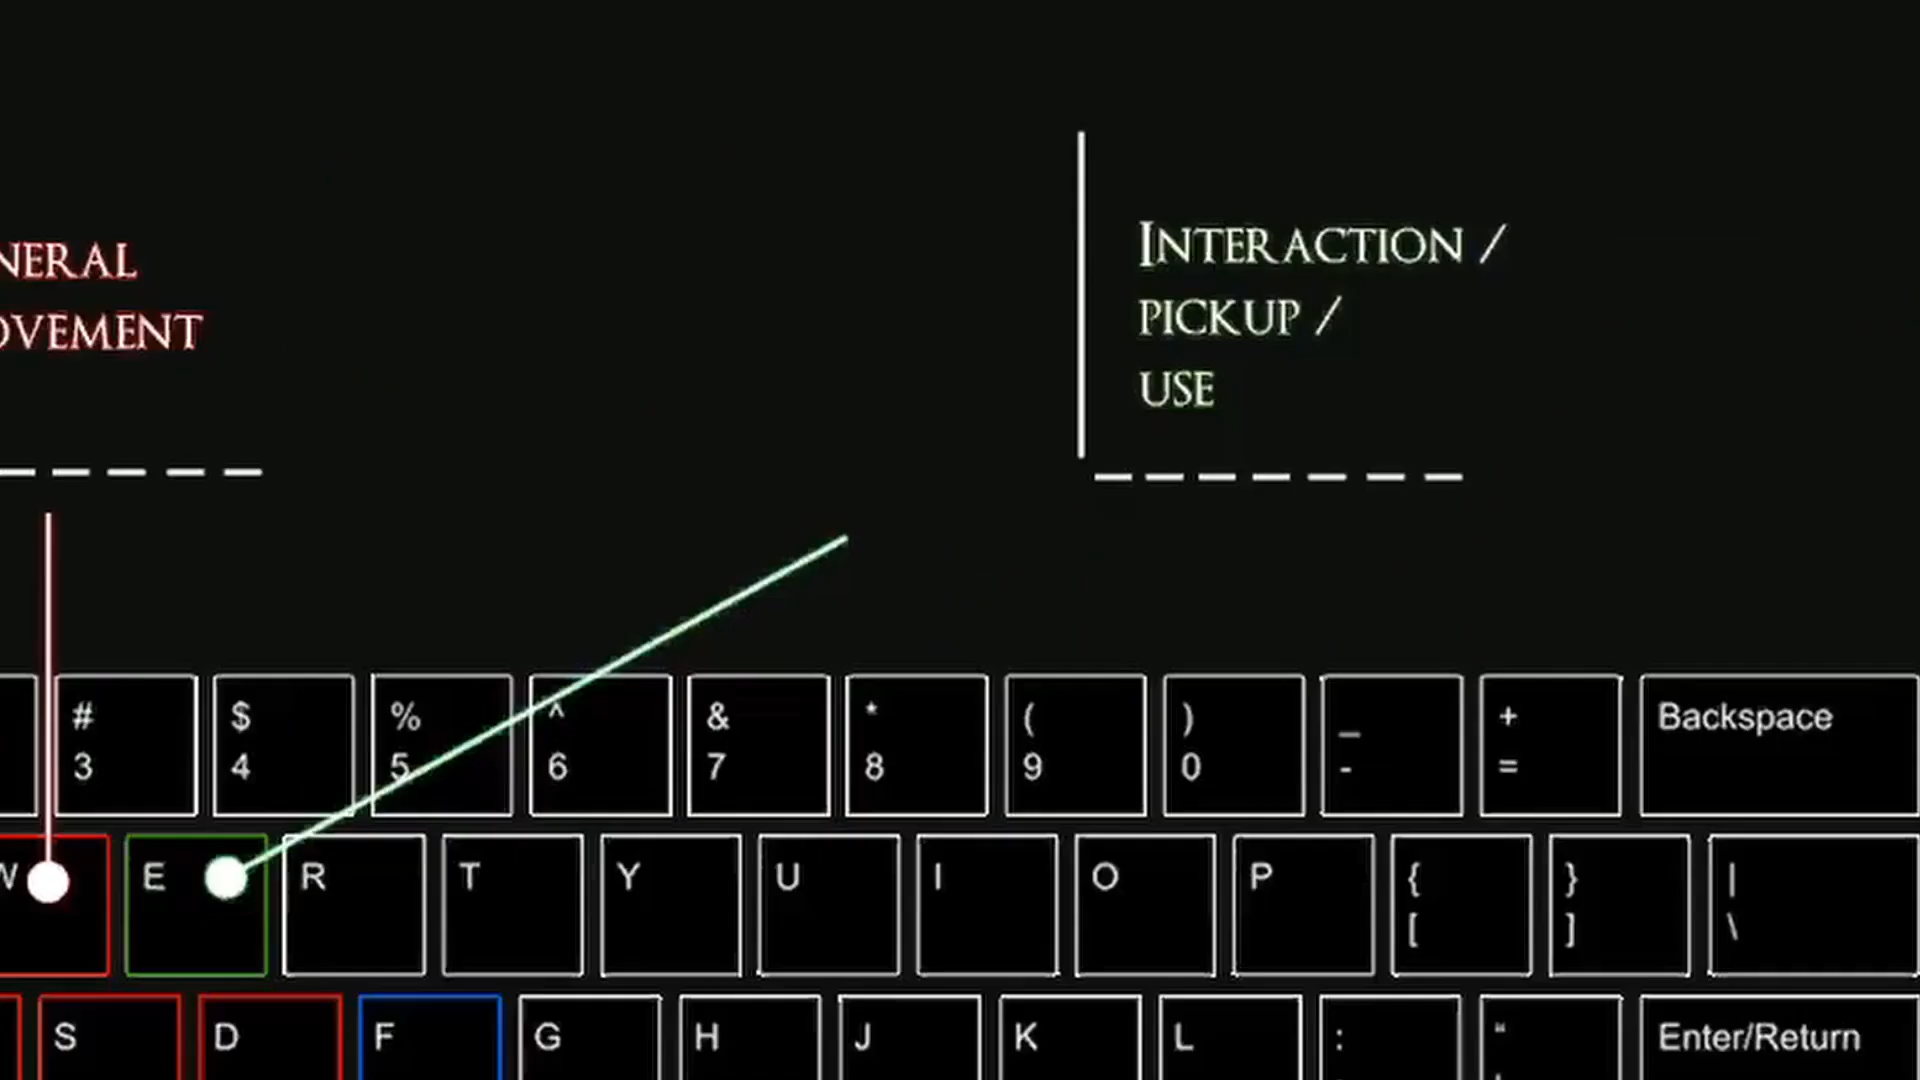 NERAL
OVEMENT
INTERACTION /
PICKUP /
USE
# $ % ^ & * ( ) _ + Backspace
3 4 5 6 7 8 9 0 - =
W E R T Y U I O P { } |
[ ] \
S D F G H J K L : " Enter/Return